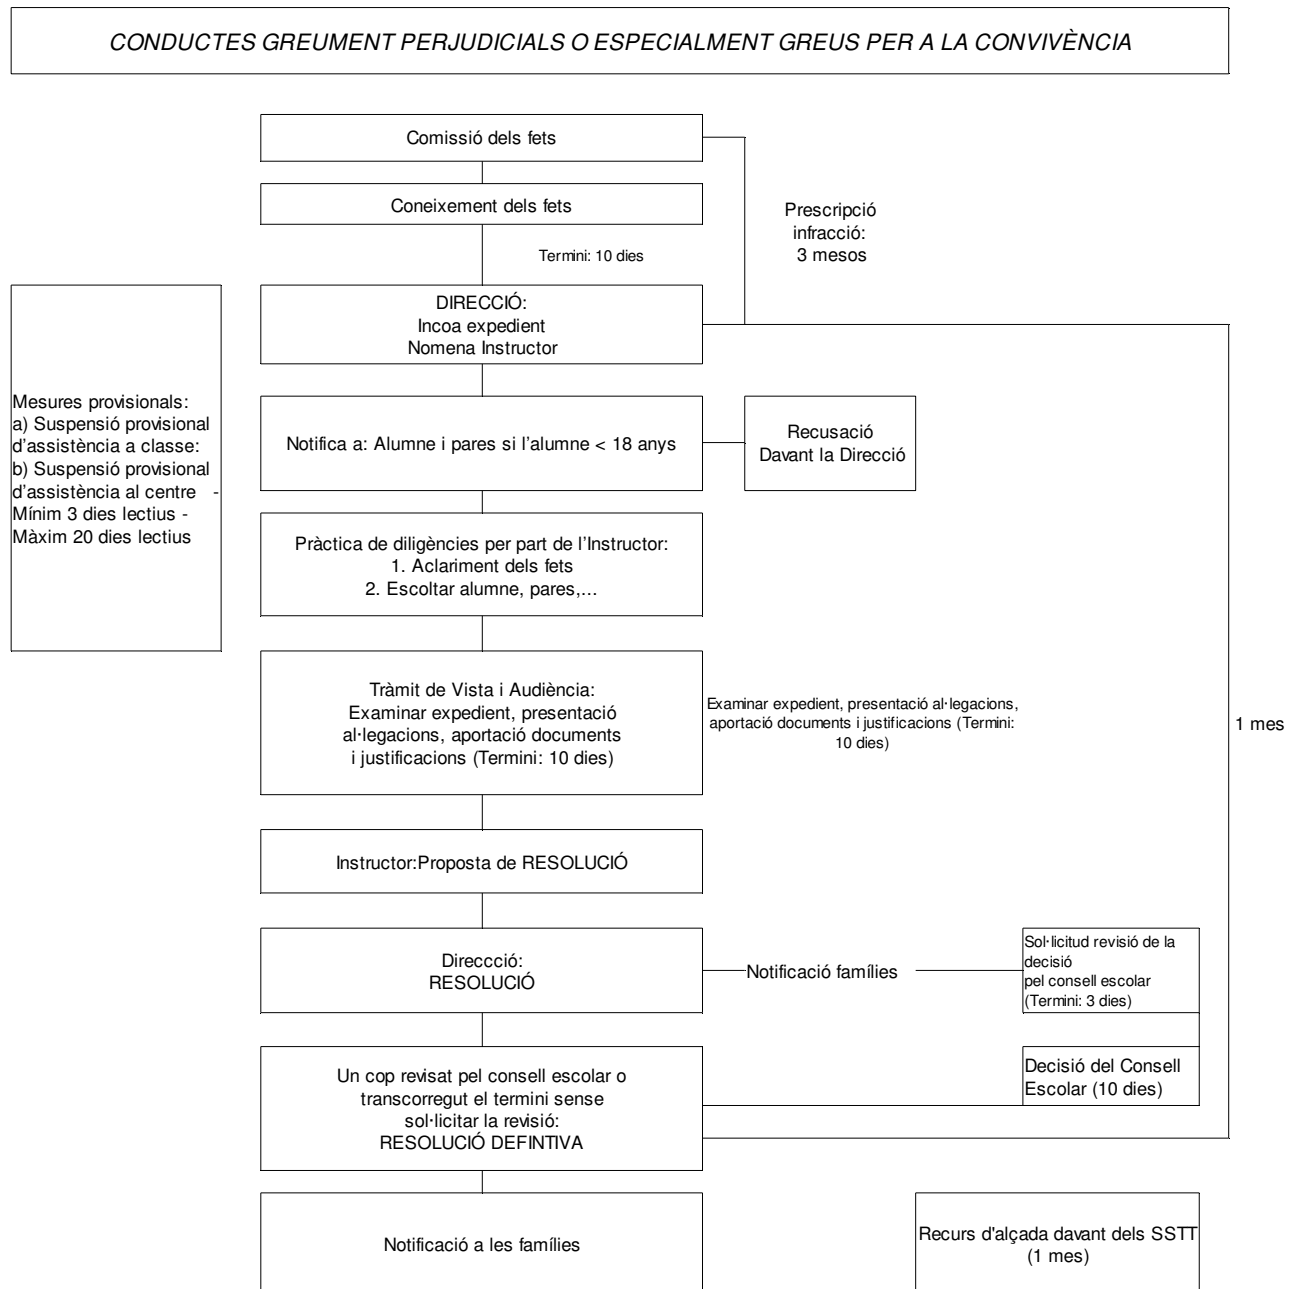 CONDUCTES GREUMENT PERJUDICIALS O ESPECIALMENT GREUS PER A LA CONVIVÈNCIA
Comissió dels fets
Coneixement dels fets
Prescripció
infracció:
3 mesos
Termini: 10 dies
DIRECCIÓ:
Incoa expedient
Nomena Instructor
Mesures provisionals:
a) Suspensió provisional
d'assistència a classe:
b) Suspensió provisional
d'assistència al centre -
Mínim 3 dies lectius -
Màxim 20 dies lectius
Notifica a: Alumne i pares si l'alumne < 18 anys
Recusació
Davant la Direcció
Pràctica de diligències per part de l'Instructor:
1. Aclariment dels fets
2. Escoltar alumne, pares,...
Tràmit de Vista i Audiència:
Examinar expedient, presentació
al·legacions, aportació documents
i justificacions (Termini: 10 dies)
Examinar expedient, presentació al·legacions,
aportació documents i justificacions (Termini:
10 dies)
1 mes
Instructor:Proposta de RESOLUCIÓ
Direccció:
RESOLUCIÓ
Notificació famílies
Sol·licitud revisió de la
decisió
pel consell escolar
(Termini: 3 dies)
Un cop revisat pel consell escolar o
transcorregut el termini sense
sol·licitar la revisió:
RESOLUCIÓ DEFINTIVA
Decisió del Consell
Escolar (10 dies)
Notificació a les famílies
Recurs d'alçada davant dels SSTT
(1 mes)